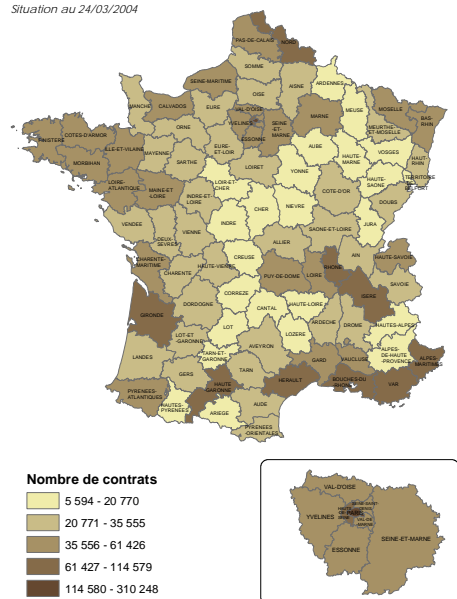 Situation au 24/03/2004
PAS-DE-CALAIS
NORD
SOMME
SEINE-MARITIME
AISNE
ARDENNES
OISE
MANCHE
CALVADOS
EURE
VAL-D'OISE
MARNE
MEUSE
MOSELLE
BAS-
RHIN
YVELINES
SEINE-
ET-
MARNE
MEURTHE-
ET-MOSELLE
ORNE
ESSONNE
FINISTERE
COTES-D'ARMOR
ILLE-ET-VILAINE
MAYENNE
EURE-
ET-LOIR
AUBE
HAUTE-
MARNE
VOSGES
HAUT-
RHIN
MORBIHAN
SARTHE
LOIRET
YONNE
HAUTE-
SAONE
TERRITOIRE
DE
BELFORT
LOIRE-
ATLANTIQUE
MAINE-ET-
LOIRE
INDRE-ET-
LOIRE
LOIR-ET-
CHER
COTE-D'OR
DOUBS
VENDEE
DEUX-
SEVRES
VIENNE
INDRE
CHER
NIEVRE
SAONE-ET-LOIRE
JURA
ALLIER
CHARENTE-
MARITIME
CHARENTE
HAUTE-VIENNE
CREUSE
PUY-DE-DOME
LOIRE
RHONE
AIN
HAUTE-SAVOIE
SAVOIE
ISERE
GIRONDE
DORDOGNE
CORREZE
CANTAL
HAUTE-LOIRE
ARDECHE
DROME
HAUTES-ALPES
LOT-ET
-GARONNE
LOT
LOZERE
LANDES
TARN-ET-
GARONNE
AVEYRON
GARD
VAUCLUSE
ALPES-
DE-HAUTE
-PROVENCE
ALPES-
MARITIMES
GERS
TARN
HERAULT
BOUCHES-DU-
RHONE
VAR
PYRENEES-
ATLANTIQUES
HAUTES-
PYRENEES
HAUTE-
GARONNE
ARIEGE
AUDE
PYRENEES
-ORIENTALES
Nombre de contrats
5 594 - 20 770
20 771 - 35 555
35 556 - 61 426
61 427 - 114 579
114 580 - 310 248
VAL-D'OISE
YVELINES
PARIS
ESSONNE
SEINE-ET-MARNE